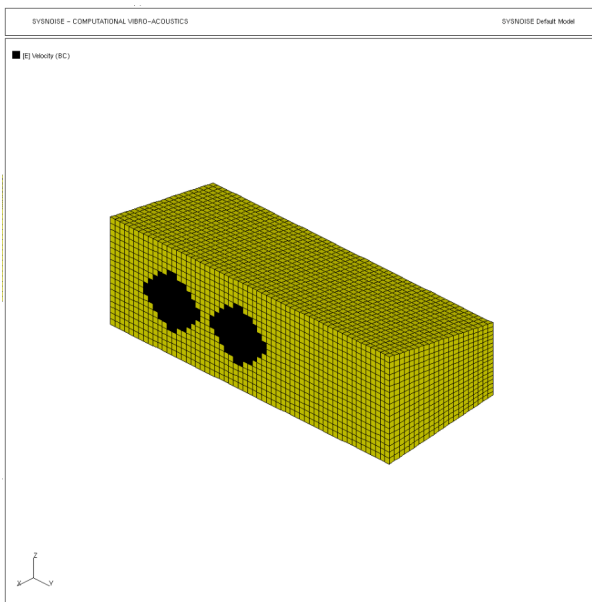 SYSNOISE - COMPUTATIONAL VIBRO-ACOUSTICS
SYSNOISE Default Model
[E] Velocity (BC)
Z
X
Y